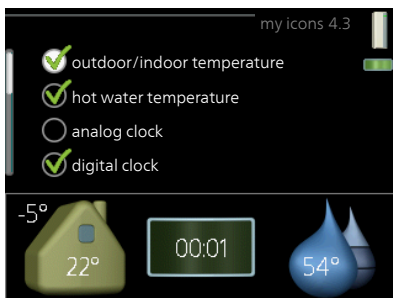 my icons 4.3
outdoor/indoor temperature
hot water temperature
analog clock
digital clock
-5°
22°
00:01
54°